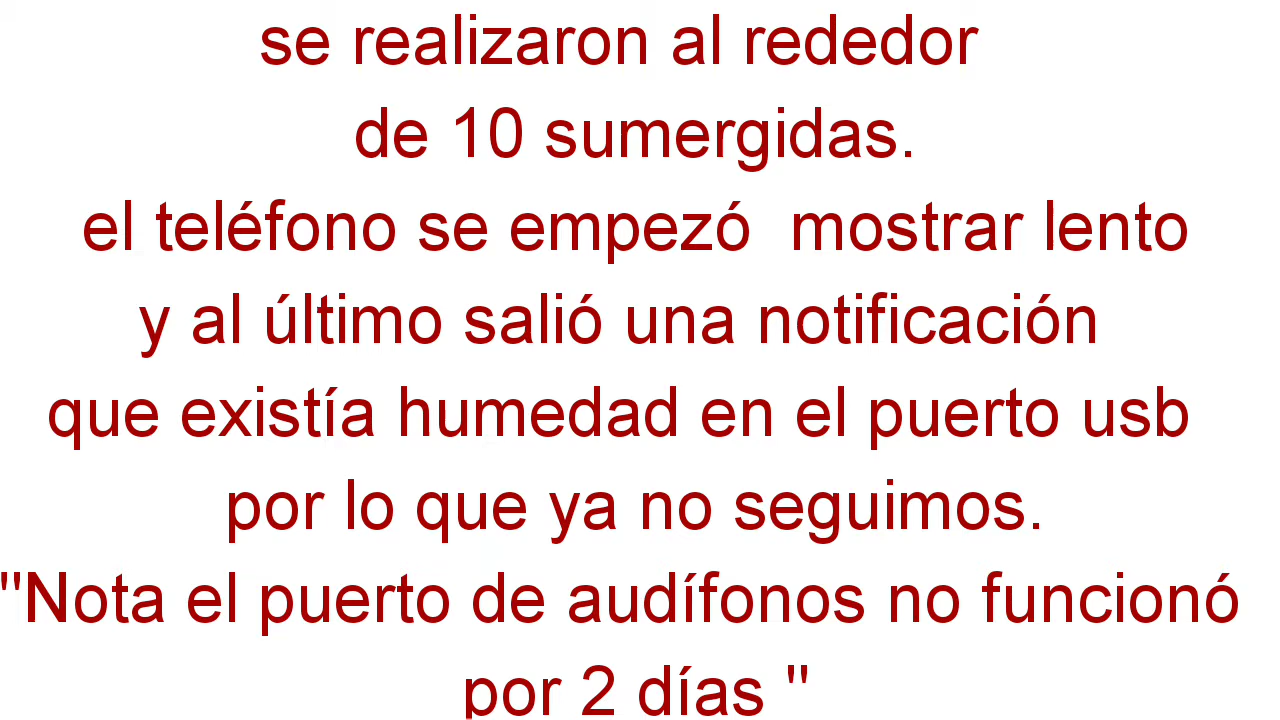 se realizaron al rededor
de 10 sumergidas.
el teléfono se empezó  mostrar lento
y al último salió una notificación
que existía humedad en el puerto usb
por lo que ya no seguimos.
"Nota el puerto de audífonos no funcionó
por 2 días "